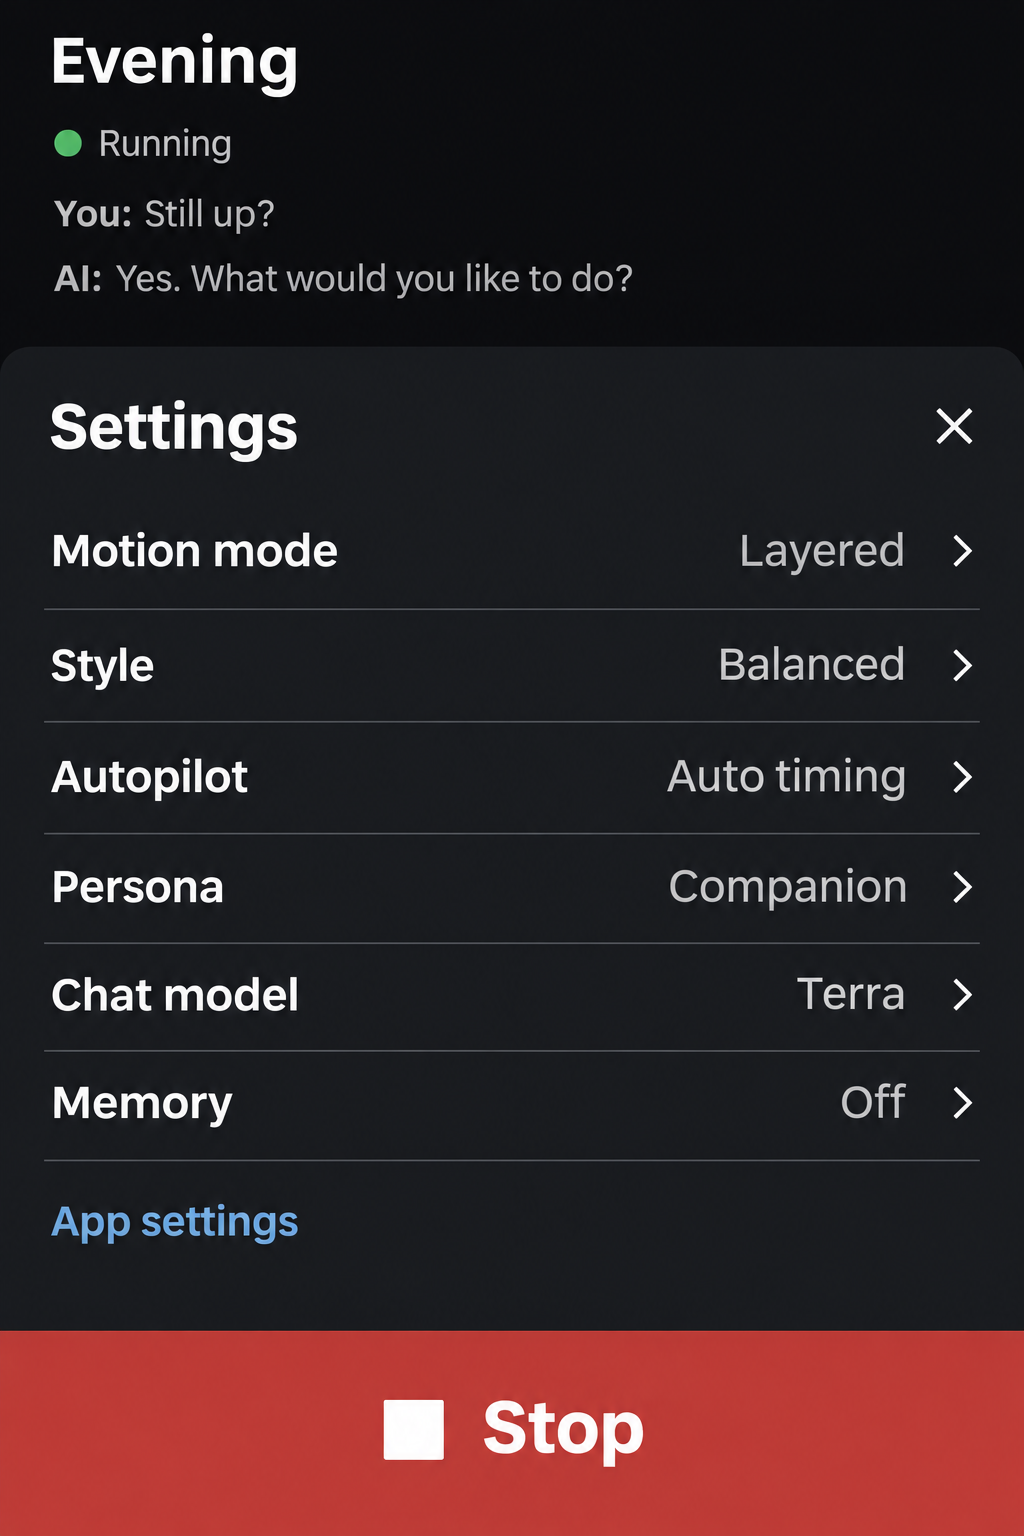 Evening
Running
You: Still up?
AI: Yes. What would you like to do?
Settings
Motion mode Layered
Style Balanced
Autopilot Auto timing
Persona Companion
Chat model Terra
Memory Off
App settings
Stop